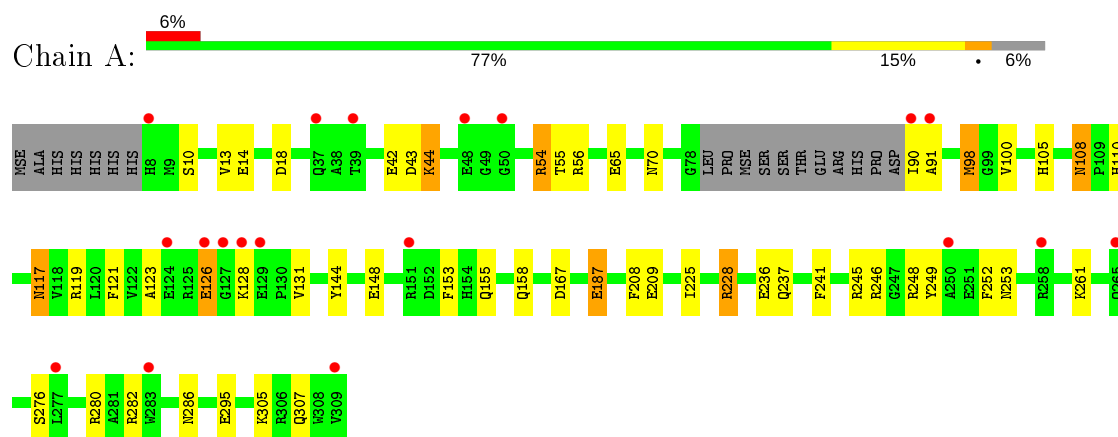 6%
Chain A:
77% 15% • 6%
MSE ALA HIS HIS HIS HIS HIS HIS H8 M9 S10 V13 E14 D18 Q37 A38 T39 E42 D43 K44 E48 G49 G50 R54 T55 R56 E65 N70 G78 LEU PRO MSE SER SER THR GLU ARG HIS PRO ASP I90 A91 M98 G99 V100 H105 N108 P109 H110
N117 V118 R119 L120 F121 V122 A123 E124 R125 E126 G127 K128 E129 P130 V131 Y144 E148 R151 D152 F153 H154 Q155 Q158 D167 E187 F208 E209 I225 R228 E236 Q237 F241 R245 R246 G247 R248 Y249 A250 E251 F252 N253 R258 K261
S276 L277 R280 A281 R282 W283 N286 E295 K305 R306 Q307 W308 V309